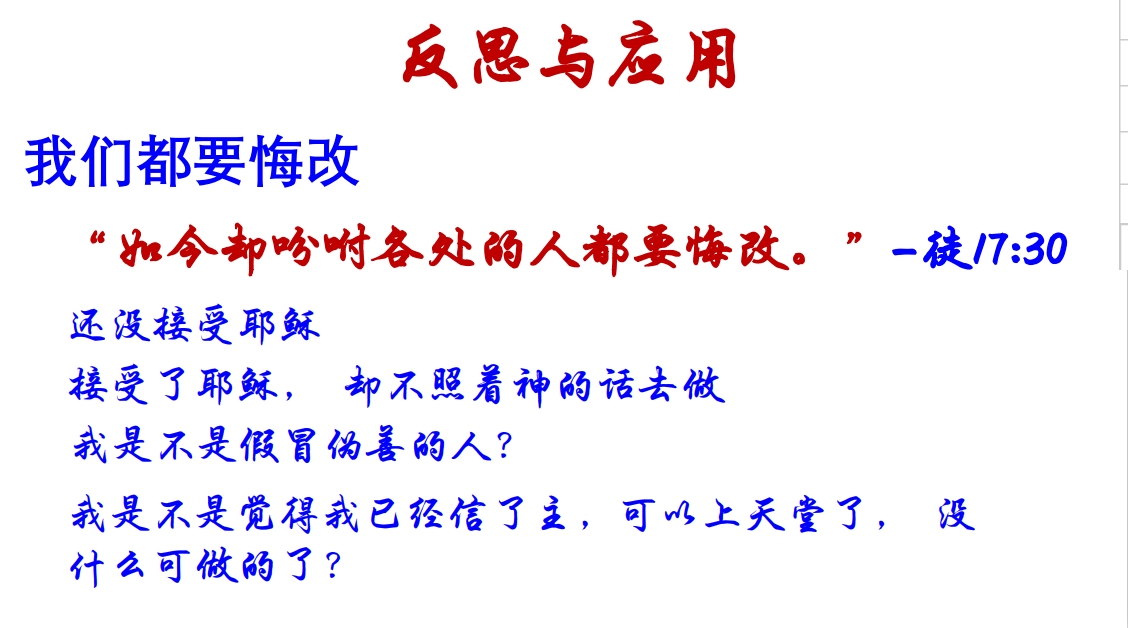 反思与应用
我们都要悔改
“如今却吩咐各处的人都要悔改。”–徒17:30
还没接受耶稣
接受了耶稣， 却不照着神的话去做
我是不是假冒伪善的人？
我是不是觉得我已经信了主，可以上天堂了， 没
什么可做的了？